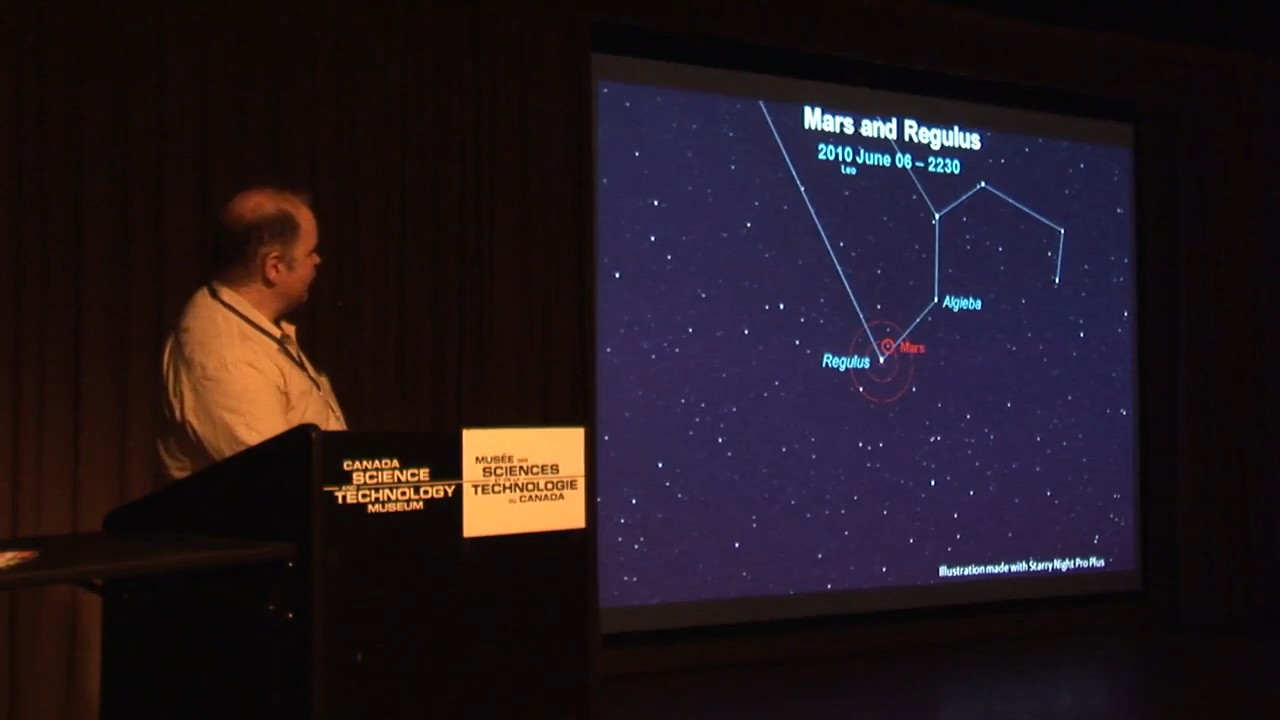 Mars and Regulus
2010 June 06 – 2230
Leo
Algieba
Mars
Regulus
Illustration made with Starry Night Pro Plus
CANADA
SCIENCE
AND
TECHNOLOGY
MUSEUM
MUSÉE DES
SCIENCES
ET DE LA
TECHNOLOGIE
DU CANADA